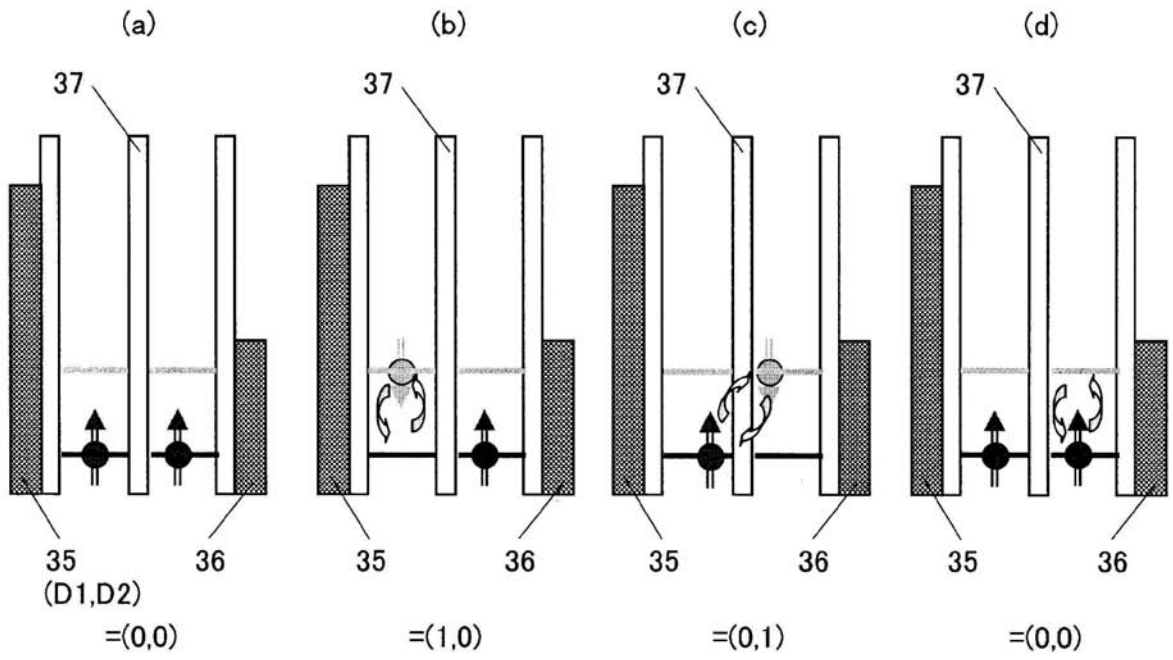 (a) (b) (c) (d)
37 37 37 37
35 36 35 36 35 36 35 36
(D1,D2)
=(0,0) =(1,0) =(0,1) =(0,0)